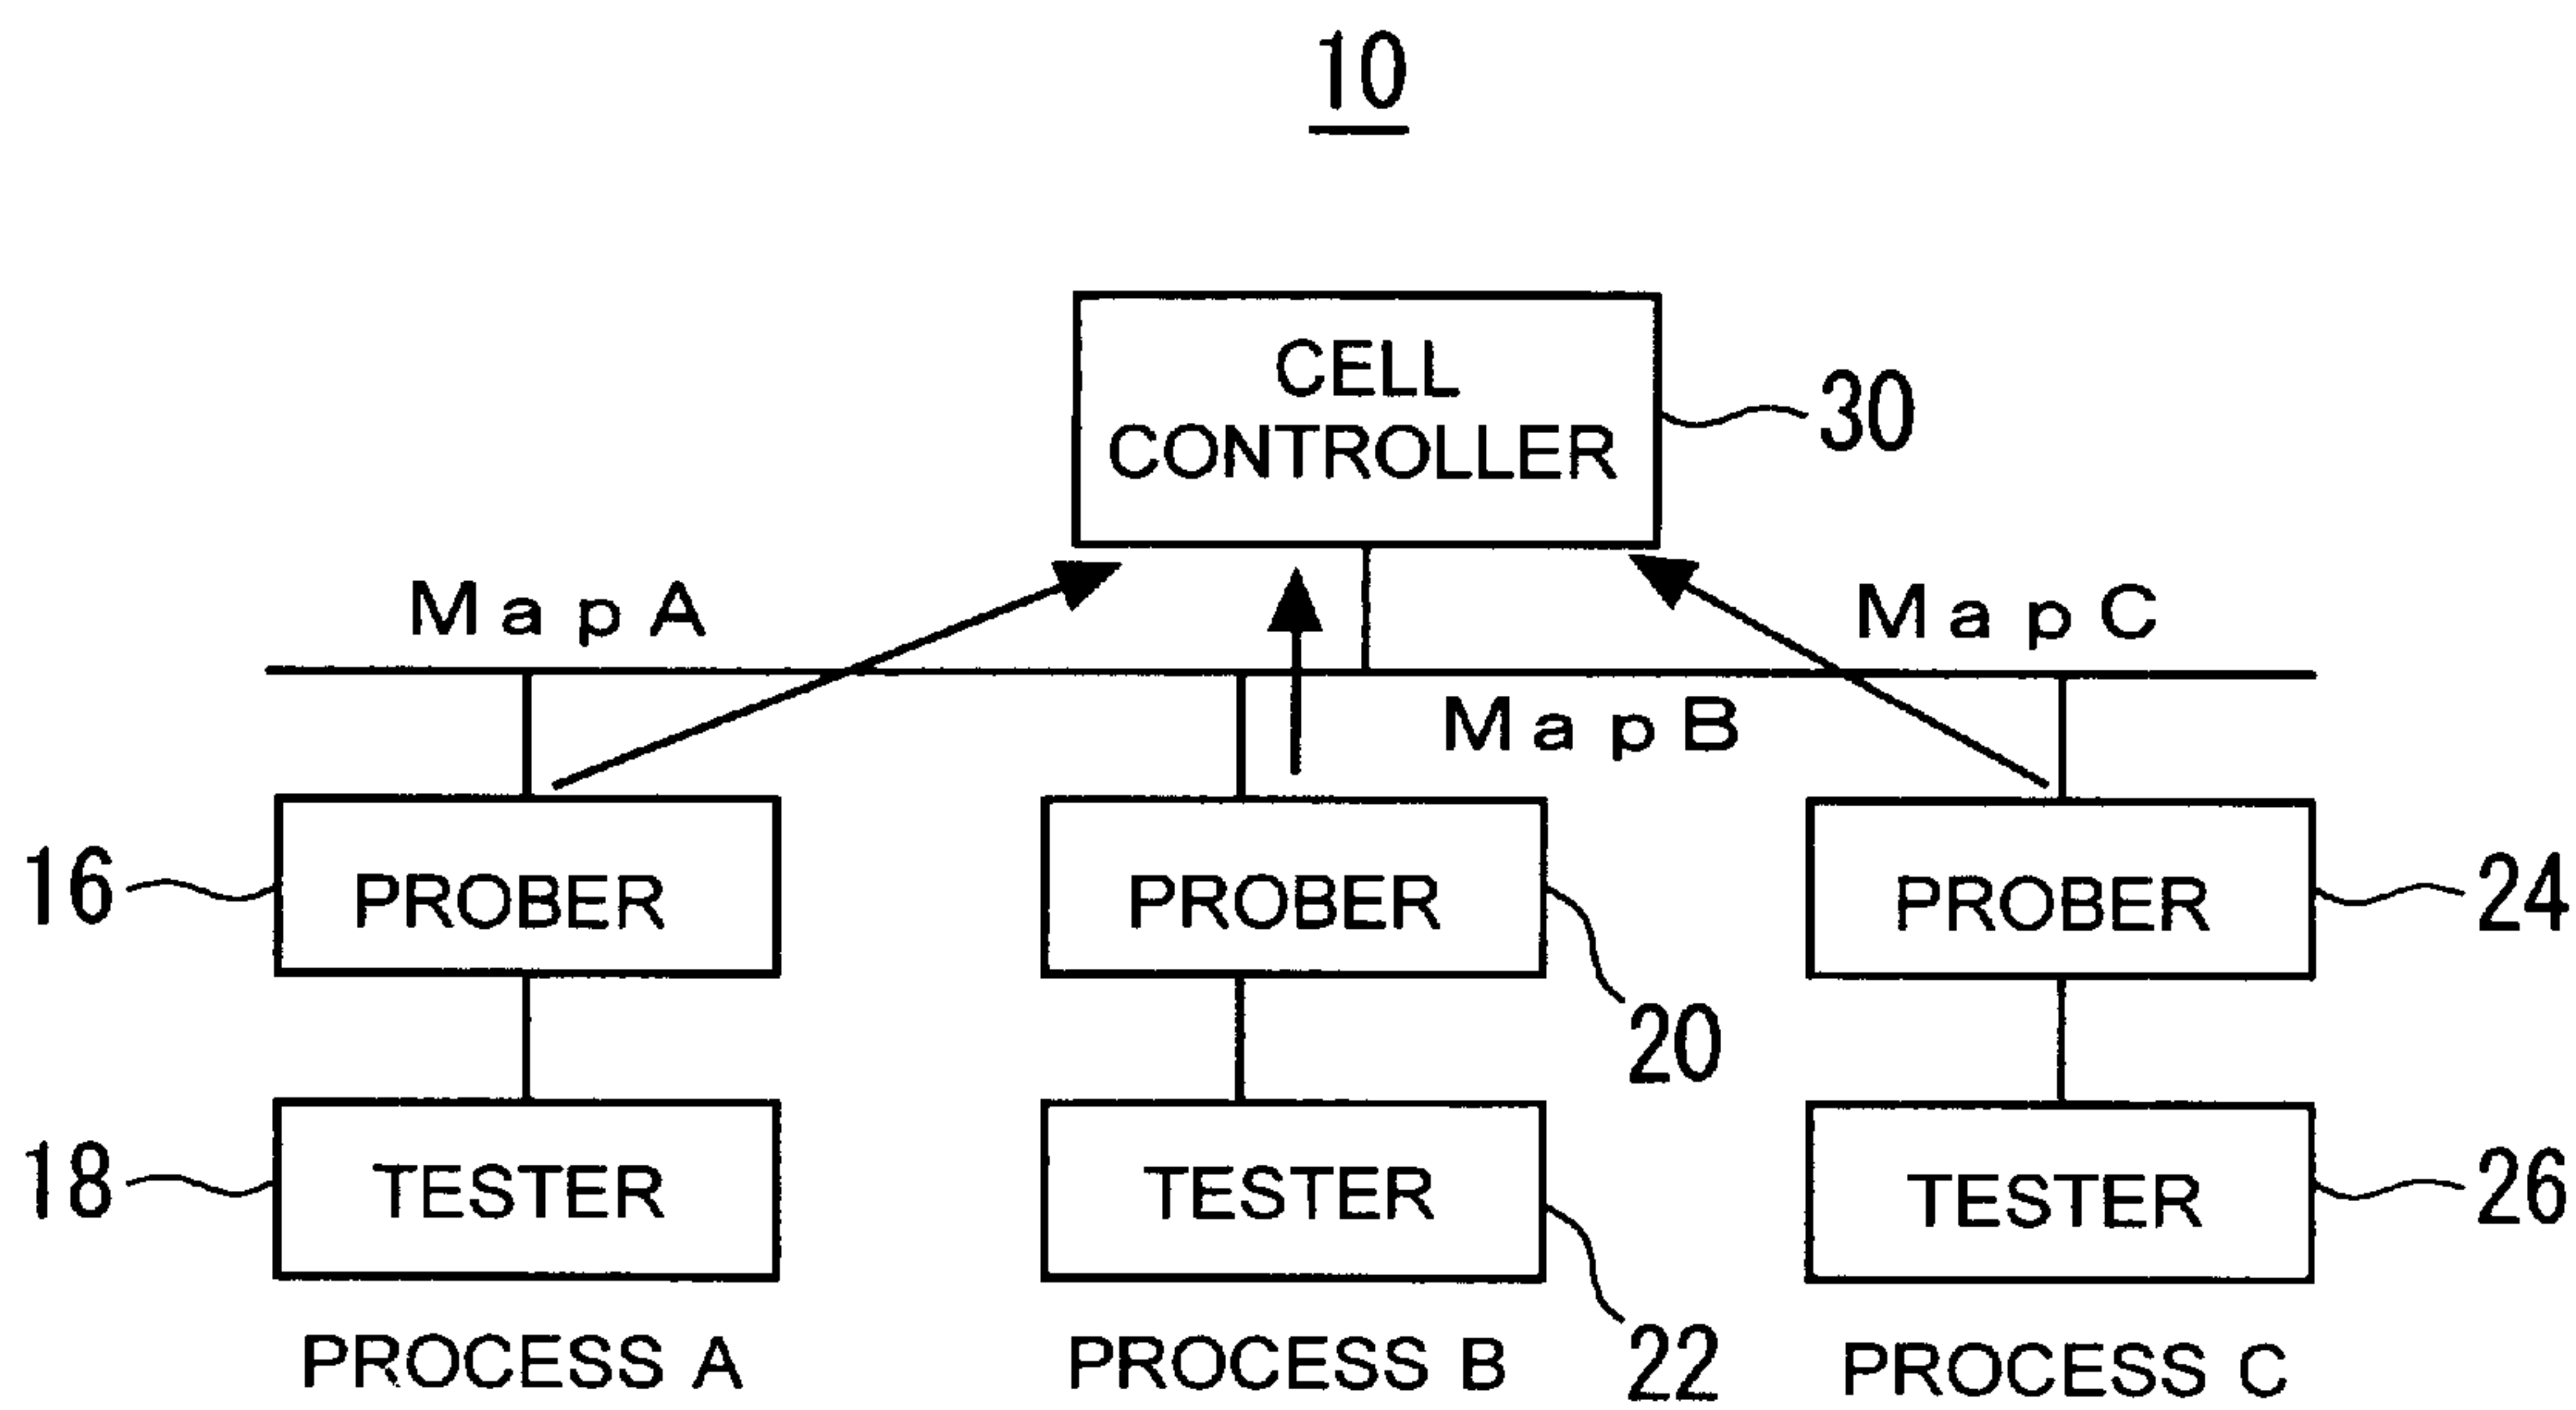 10
CELL
CONTROLLER
30
MapA
MapC
MapB
16
PROBER
PROBER
PROBER
24
20
18
TESTER
TESTER
TESTER
26
22
PROCESS A
PROCESS B
PROCESS C